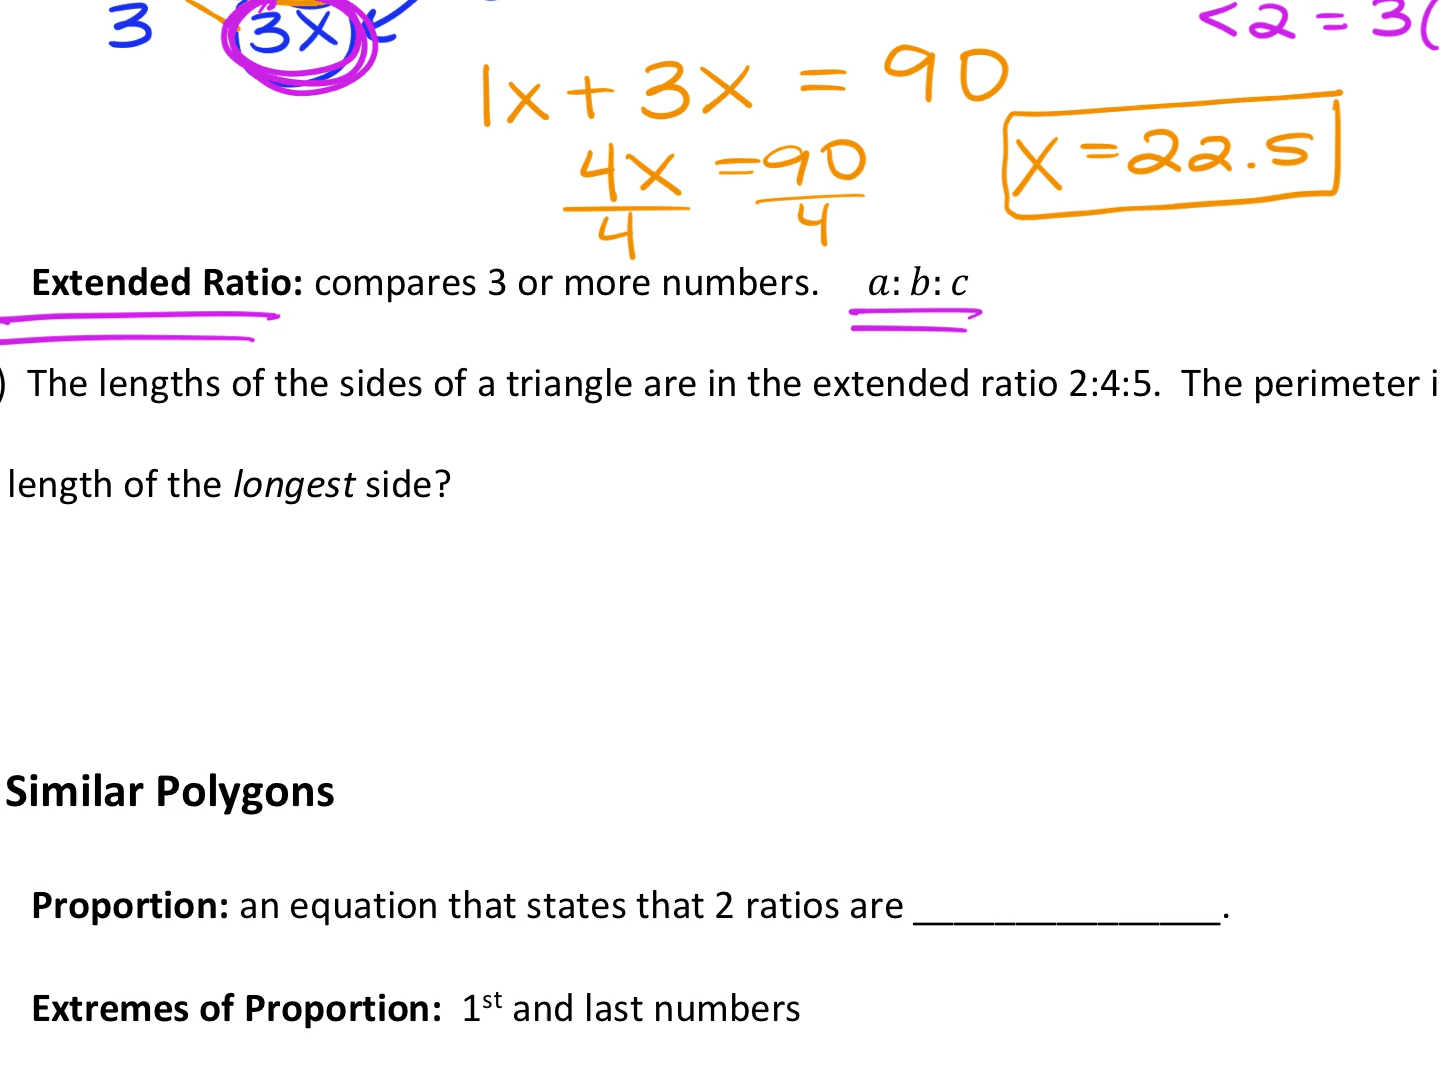 3 3x <2 = 3(
1x + 3x = 90
4x = 90 x = 22.5
4 4
Extended Ratio: compares 3 or more numbers. a: b: c
) The lengths of the sides of a triangle are in the extended ratio 2:4:5. The perimeter i
length of the longest side?
Similar Polygons
Proportion: an equation that states that 2 ratios are _______________.
Extremes of Proportion: 1st and last numbers